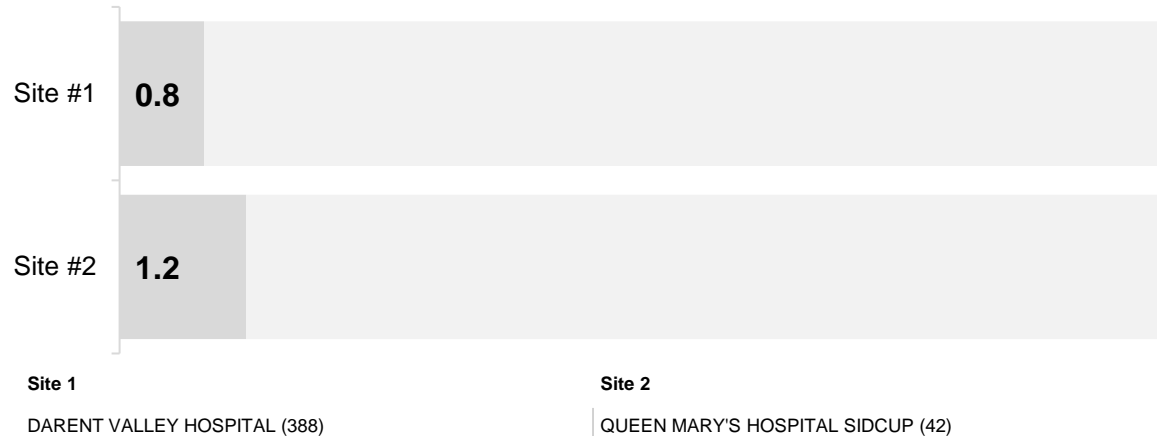 Site #1 0.8
Site #2 1.2
Site 1 Site 2
DARENT VALLEY HOSPITAL (388) QUEEN MARY'S HOSPITAL SIDCUP (42)